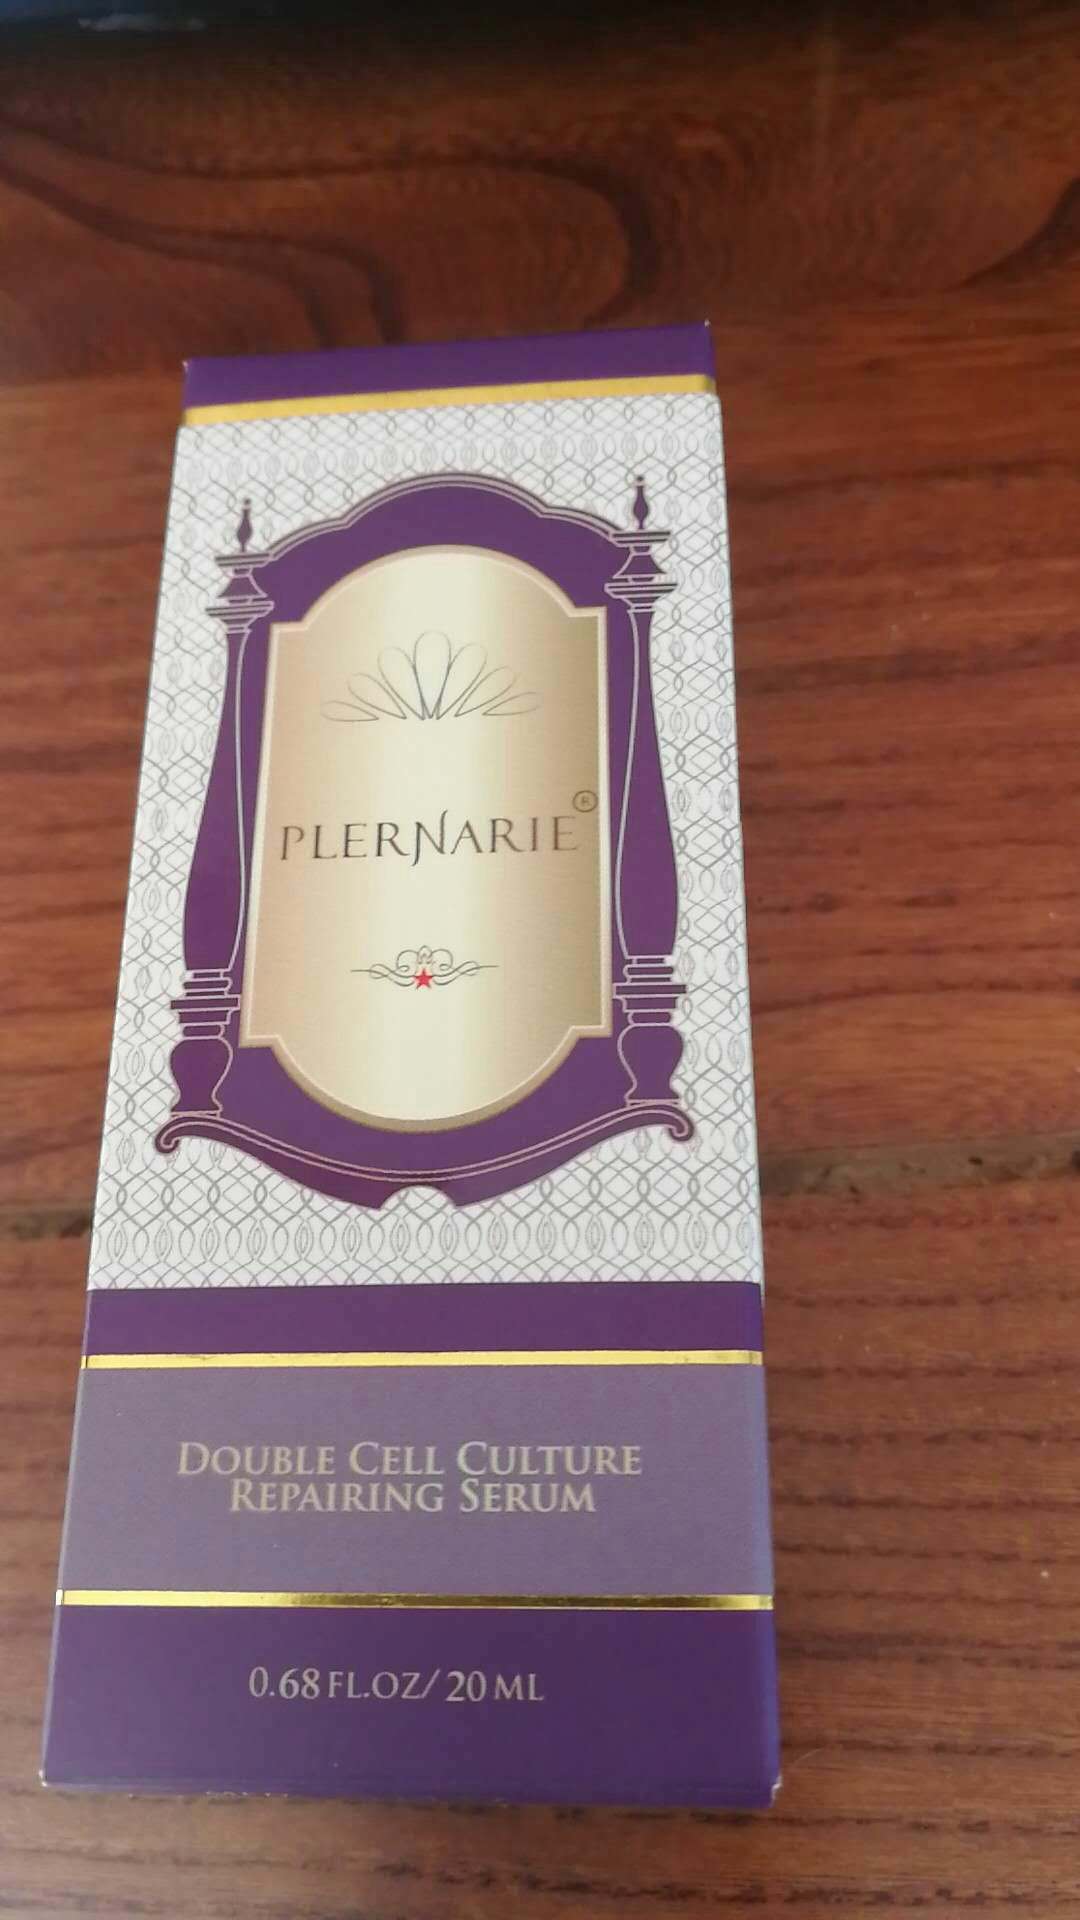 PLERNARIE®
DOUBLE CELL CULTURE
REPAIRING SERUM
0.68 FL.OZ/ 20 ML